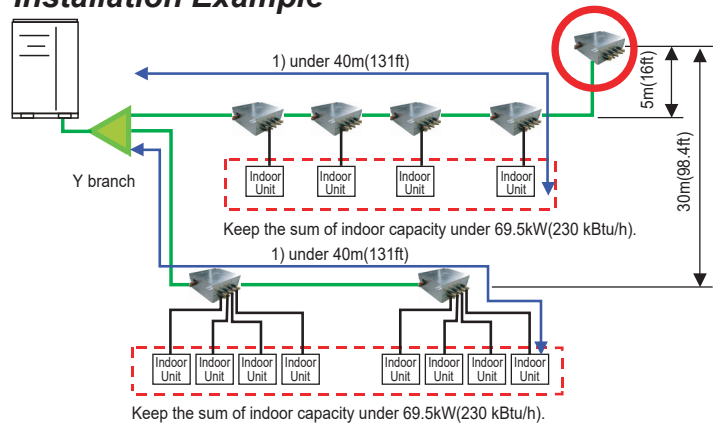 Installation Example
1) under 40m(131ft)
5m(16ft)
30m(98.4ft)
Y branch
Indoor
Unit
Indoor
Unit
Indoor
Unit
Indoor
Unit
Keep the sum of indoor capacity under 69.5kW(230 kBtu/h).
1) under 40m(131ft)
Indoor
Unit
Indoor
Unit
Indoor
Unit
Indoor
Unit
Indoor
Unit
Indoor
Unit
Indoor
Unit
Indoor
Unit
Keep the sum of indoor capacity under 69.5kW(230 kBtu/h).